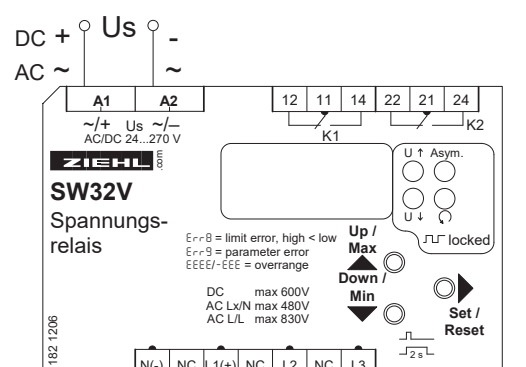 DC + Us -
AC ~ ~
A1 A2
~/+ Us ~/–
AC/DC 24...270 V
12 11 14 22 21 24
K1 K2
ZIEHL .com
SW32V
Spannungs-
relais
U ↑ Asym.
U ↓
locked
Err8 = limit error, high < low
Err9 = parameter error
EEEE/-EEE = overrange
Up /
Max
Down /
Min
Set /
Reset
DC max 600V
AC Lx/N max 480V
AC L/L max 830V
2 s
182 1206
N(-) NC L1(+) NC L2 NC L3